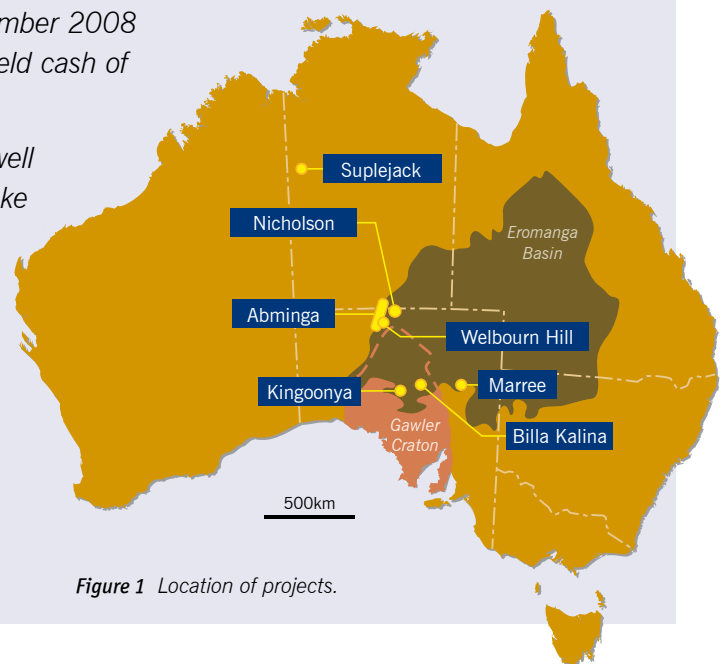 mber 2008
eld cash of
vell
ke
Suplejack
Nicholson
Eromanga
Basin
Abminga
Welbourn Hill
Kingoonya
Marree
Gawler
Craton
Billa Kalina
500km
Figure 1 Location of projects.